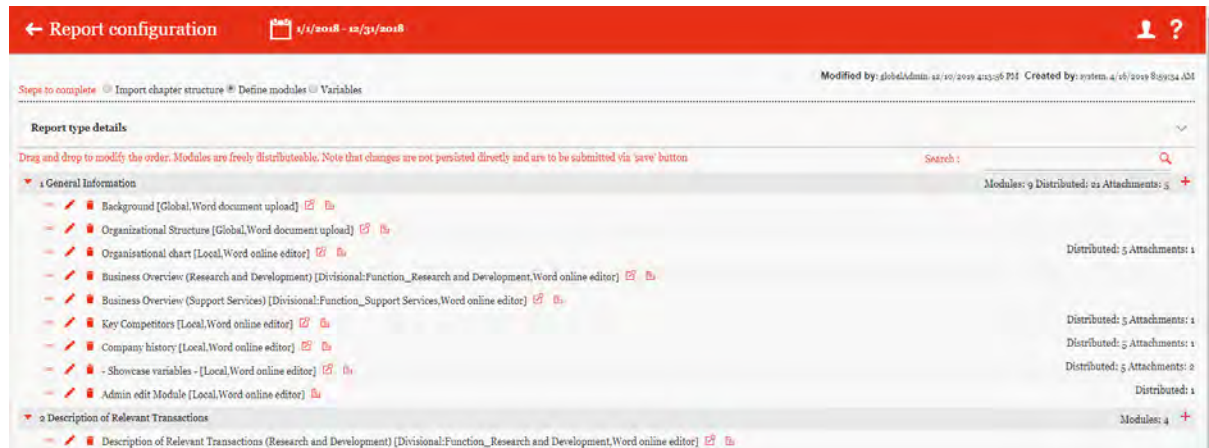 Report configuration 1/1/2018 - 12/31/2018 ?
Modified by: globalAdmin, 12/10/2019 4:13:56 PM Created by: system, 4/16/2019 8:59:34 AM
Steps to complete Import chapter structure Define modules Variables
Report type details
Drag and drop to modify the order. Modules are freely distributeable. Note that changes are not persisted directly and are to be submitted via 'save' button Search :
1 General Information Modules: 9 Distributed: 21 Attachments: 5 +
Background [Global,Word document upload]
Organizational Structure [Global,Word document upload]
Organisational chart [Local,Word online editor] Distributed: 5 Attachments: 1
Business Overview (Research and Development) [Divisional:Function_Research and Development,Word online editor]
Business Overview (Support Services) [Divisional:Function_Support Services,Word online editor]
Key Competitors [Local,Word online editor] Distributed: 5 Attachments: 1
Company history [Local,Word online editor] Distributed: 5 Attachments: 1
- Showcase variables - [Local,Word online editor] Distributed: 5 Attachments: 2
Admin edit Module [Local,Word online editor] Distributed: 1
2 Description of Relevant Transactions Modules: 4 +
Description of Relevant Transactions (Research and Development) [Divisional:Function_Research and Development,Word online editor]